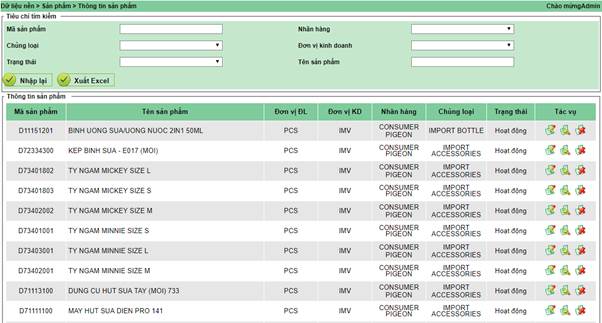 Dữ liệu nền > Sản phẩm > Thông tin sản phẩm Chào mừngAdmin
Tiêu chí tìm kiếm
Mã sản phẩm Nhãn hàng
Chủng loại Đơn vị kinh doanh
Trạng thái Tên sản phẩm
Nhập lại Xuất Excel
Thông tin sản phẩm
Mã sản phẩm Tên sản phẩm Đơn vị ĐL Đơn vị KD Nhãn hàng Chủng loại Trạng thái Tác vụ
D11151201 BINH UONG SUA/UONG NUOC 2IN1 50ML PCS IMV CONSUMER PIGEON IMPORT BOTTLE Hoạt động
D72334300 KEP BINH SUA - E017 (MOI) PCS IMV CONSUMER PIGEON IMPORT ACCESSORIES Hoạt động
D73401802 TY NGAM MICKEY SIZE L PCS IMV CONSUMER PIGEON IMPORT ACCESSORIES Hoạt động
D73401803 TY NGAM MICKEY SIZE S PCS IMV CONSUMER PIGEON IMPORT ACCESSORIES Hoạt động
D73402002 TY NGAM MICKEY SIZE M PCS IMV CONSUMER PIGEON IMPORT ACCESSORIES Hoạt động
D73401001 TY NGAM MINNIE SIZE S PCS IMV CONSUMER PIGEON IMPORT ACCESSORIES Hoạt động
D73403001 TY NGAM MINNIE SIZE L PCS IMV CONSUMER PIGEON IMPORT ACCESSORIES Hoạt động
D73402001 TY NGAM MINNIE SIZE M PCS IMV CONSUMER PIGEON IMPORT ACCESSORIES Hoạt động
D71113100 DUNG CU HUT SUA TAY (MOI) 733 PCS IMV CONSUMER PIGEON IMPORT ACCESSORIES Hoạt động
D71111100 MAY HUT SUA DIEN PRO 141 PCS IMV CONSUMER PIGEON IMPORT ACCESSORIES Hoạt động